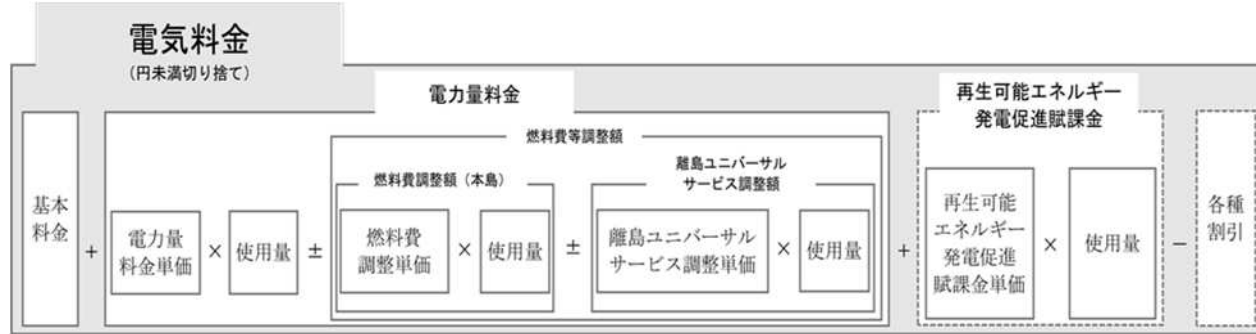 電気料金
(円未満切り捨て)
電力量料金
再生可能エネルギー
発電促進賦課金
燃料費等調整額
燃料費調整額（本島）
離島ユニバーサル
サービス調整額
基本
料金
+
電力量
料金単価
×
使用量
±
燃料費
調整単価
×
使用量
±
離島ユニバーサル
サービス調整単価
×
使用量
+
再生可能
エネルギー
発電促進
賦課金単価
×
使用量
−
各種
割引